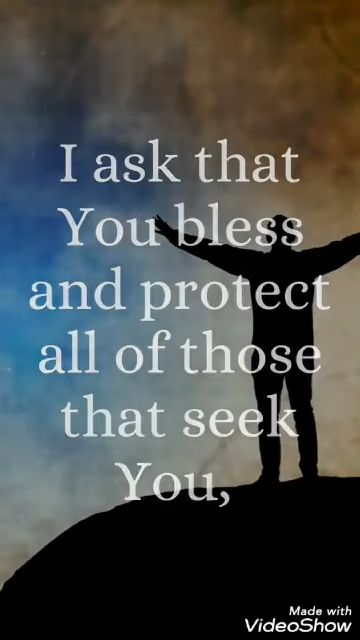 I ask that
You bless
and protect
all of those
that seek
You,
Made with
VideoShow